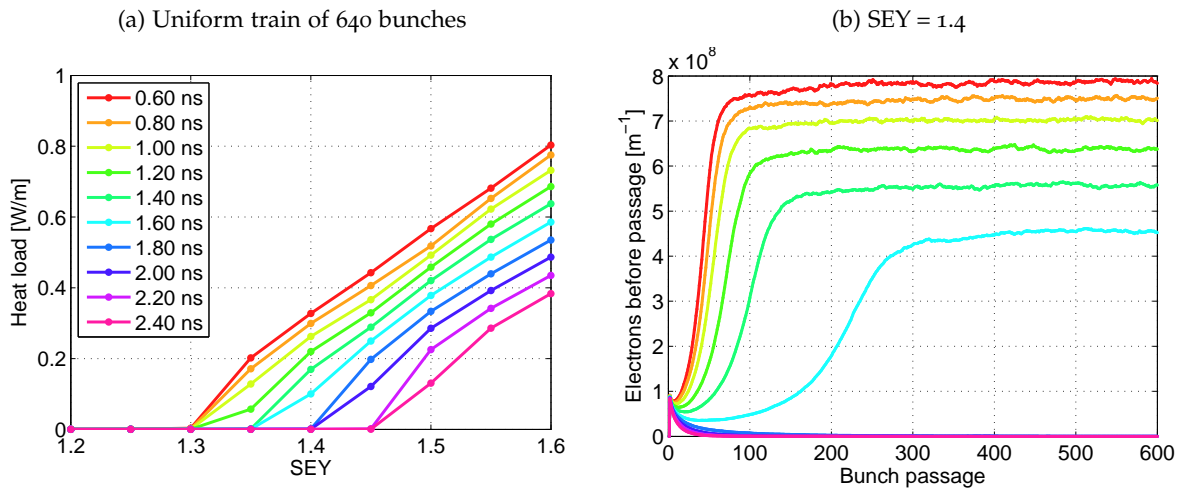 (a) Uniform train of 640 bunches
1
0.8
0.6
0.4
0.2
0
Heat load [W/m]
0.60 ns
0.80 ns
1.00 ns
1.20 ns
1.40 ns
1.60 ns
1.80 ns
2.00 ns
2.20 ns
2.40 ns
1.2 1.3 1.4 1.5 1.6
SEY
(b) SEY = 1.4
x 10^8
8
7
6
5
4
3
2
1
0
Electrons before passage [m^−1]
0 100 200 300 400 500 600
Bunch passage